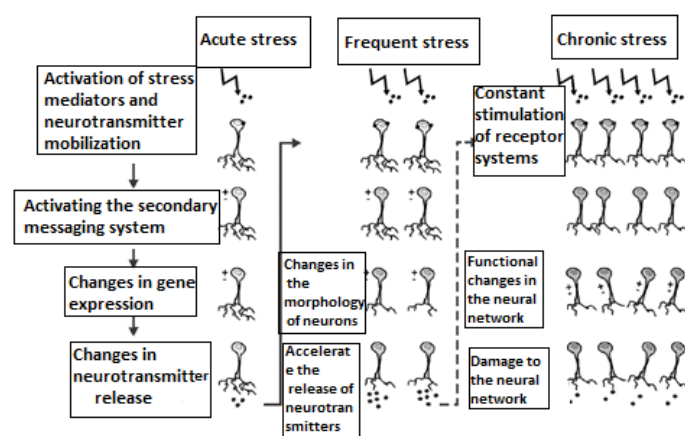 Acute stress
Frequent stress
Chronic stress
Activation of stress
mediators and
neurotransmitter
mobilization
Activating the secondary
messaging system
Changes in gene
expression
Changes in
neurotransmitter
release
Changes in
the
morphology
of neurons
Accelerat
e the
release of
neurotran
smitters
Constant
stimulation
of receptor
systems
Functional
changes in
the neural
network
Damage to
the neural
network